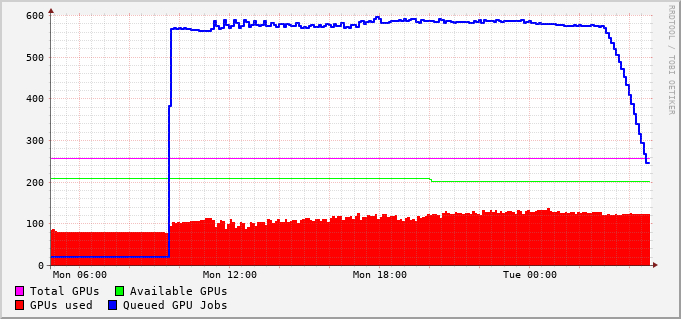 600
500
400
300
200
100
0
Mon 06:00 Mon 12:00 Mon 18:00 Tue 00:00
Total GPUs Available GPUs
GPUs used Queued GPU Jobs
RRDTOOL / TOBI OETIKER